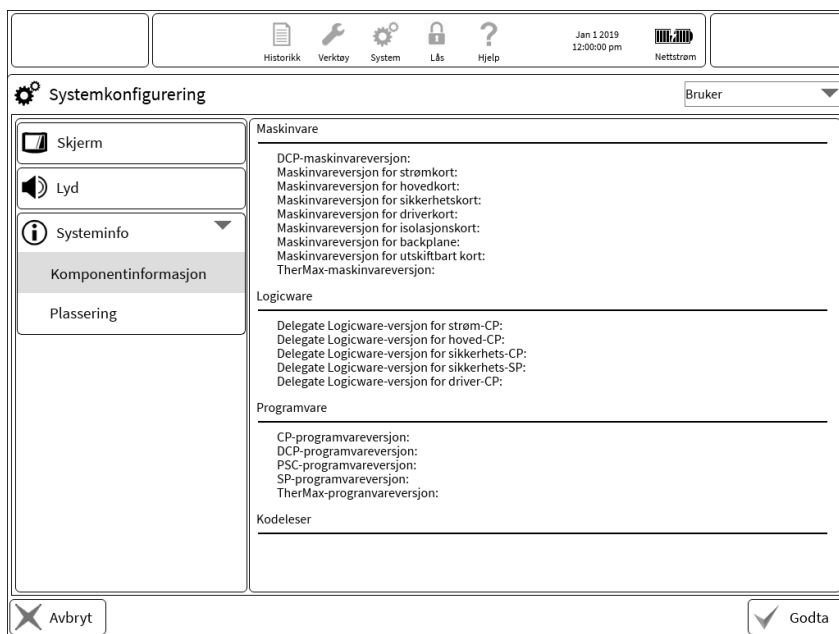 Historikk
Verktøy
System
Lås
Hjelp
Jan 1 2019
12:00:00 pm
Nettstrøm
Systemkonfigurering
Bruker
Skjerm
Lyd
Systeminfo
Komponentinformasjon
Plassering
Maskinvare
DCP-maskinvareversjon:
Maskinvareversjon for strømkort:
Maskinvareversjon for hovedkort:
Maskinvareversjon for sikkerhetskort:
Maskinvareversjon for driverkort:
Maskinvareversjon for isolasjonskort:
Maskinvareversjon for backplane:
Maskinvareversjon for utskiftbart kort:
TherMax-maskinvareversjon:
Logicware
Delegate Logicware-versjon for strøm-CP:
Delegate Logicware-versjon for hoved-CP:
Delegate Logicware-versjon for sikkerhets-CP:
Delegate Logicware-versjon for sikkerhets-SP:
Delegate Logicware-versjon for driver-CP:
Programvare
CP-programvareversjon:
DCP-programvareversjon:
PSC-programvareversjon:
SP-programvareversjon:
TherMax-progranvareversjon:
Kodeleser
Avbryt
Godta